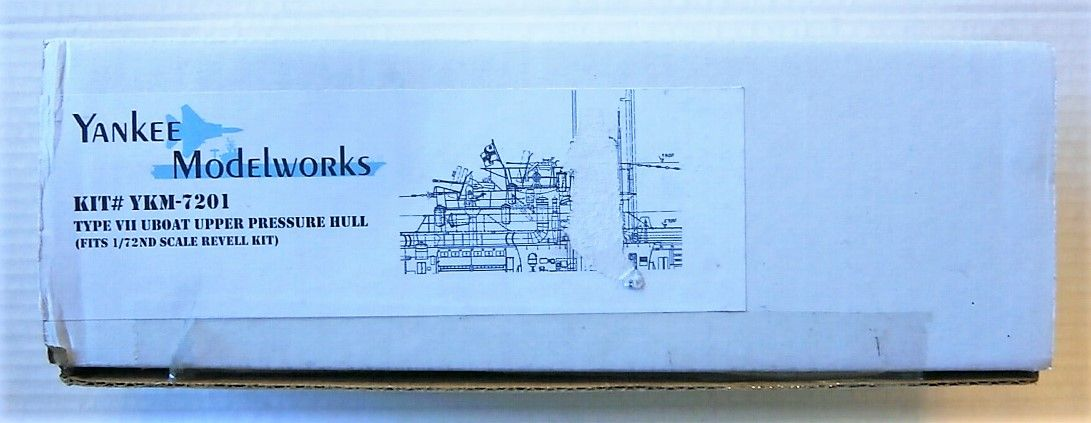 Yankee
Modelworks
KIT# YKM-7201
TYPE VII UBOAT UPPER PRESSURE HULL
(FITS 1/72ND SCALE REVELL KIT)